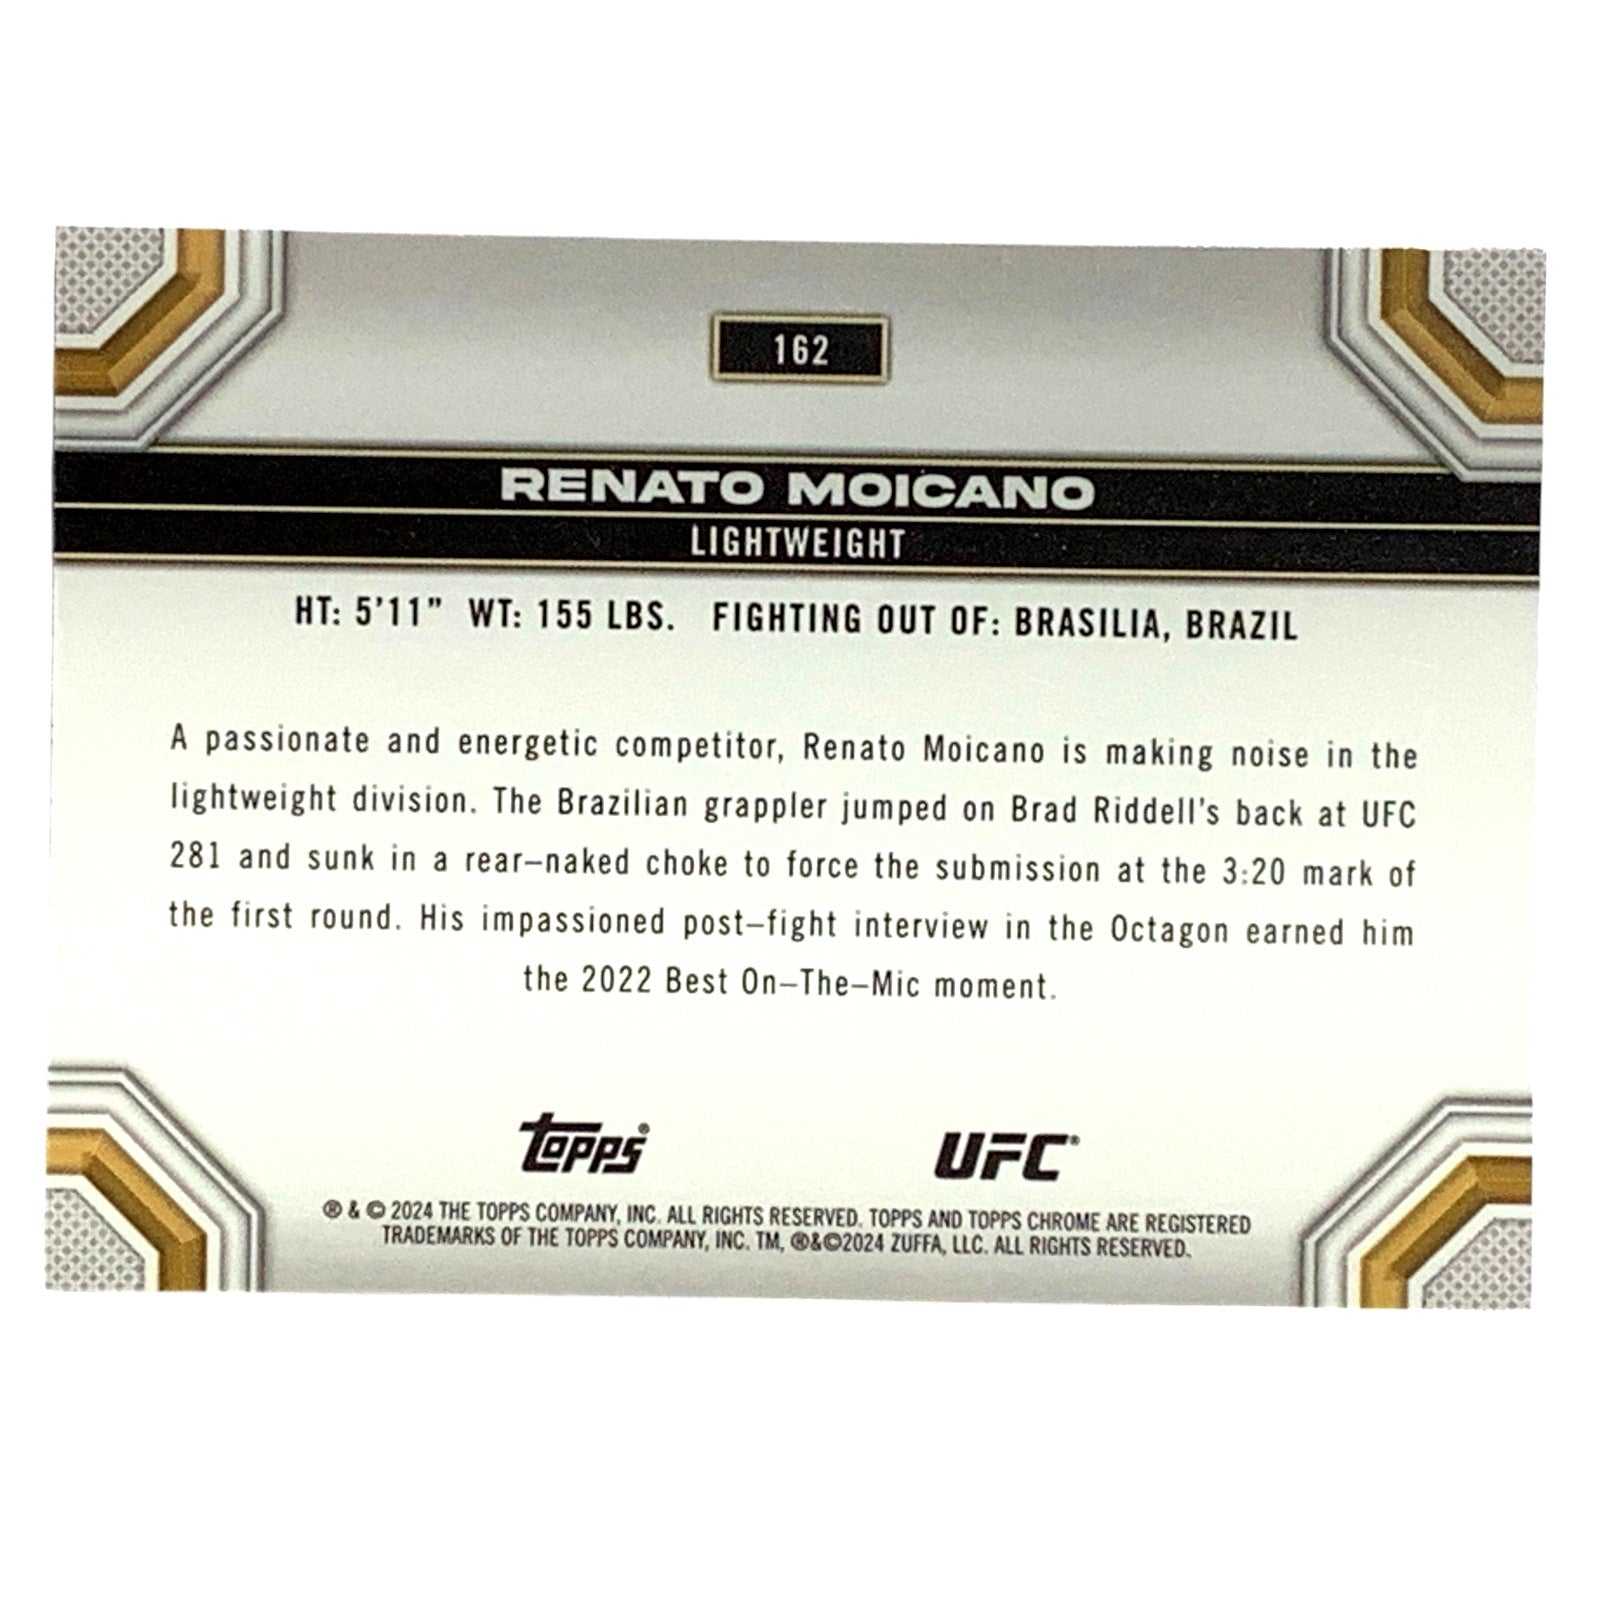 162
RENATO MOICANO
LIGHTWEIGHT
HT: 5'11" WT: 155 LBS. FIGHTING OUT OF: BRASILIA, BRAZIL
A passionate and energetic competitor, Renato Moicano is making noise in the
lightweight division. The Brazilian grappler jumped on Brad Riddell's back at UFC
281 and sunk in a rear–naked choke to force the submission at the 3:20 mark of
the first round. His impassioned post–fight interview in the Octagon earned him
the 2022 Best On–The–Mic moment.
topps® UFC®
® & © 2024 THE TOPPS COMPANY, INC. ALL RIGHTS RESERVED. TOPPS AND TOPPS CHROME ARE REGISTERED
TRADEMARKS OF THE TOPPS COMPANY, INC. TM, ®&©2024 ZUFFA, LLC. ALL RIGHTS RESERVED.